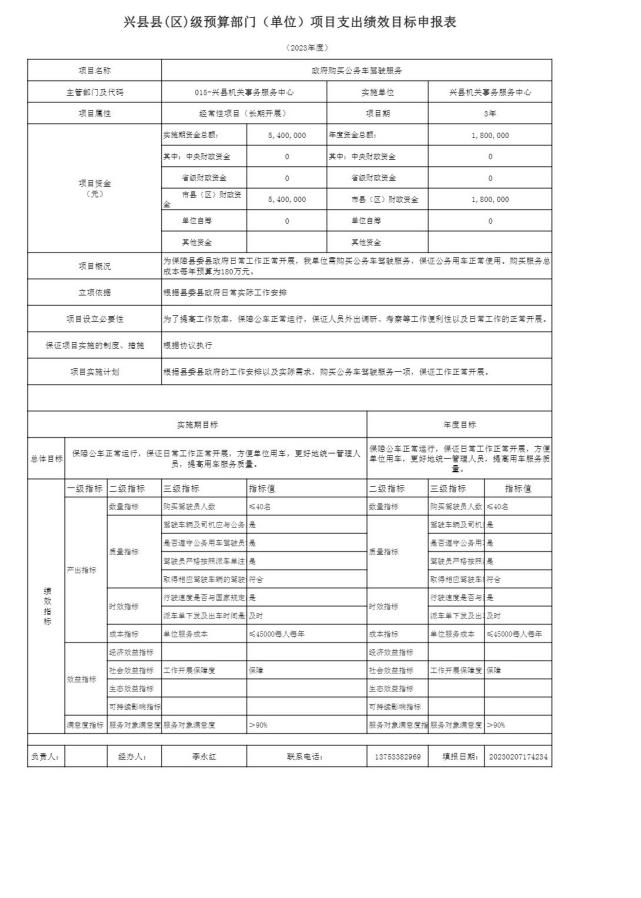 兴县县(区)级预算部门（单位）项目支出绩效目标申报表
（2023年度）
项目名称 政府购买公务车驾驶服务
主管部门及代码 015-兴县机关事务服务中心 实施单位 兴县机关事务服务中心
项目属性 经常性项目（长期开展） 项目期 3年
项目资金
（元）
实施期资金总额： 5,400,000 年度资金总额： 1,800,000
其中：中央财政资金 0 其中：中央财政资金 0
省级财政资金 0 省级财政资金 0
市县（区）财政资金 5,400,000 市县（区）财政资金 1,800,000
单位自筹 0 单位自筹 0
其他资金 其他资金
项目概况 为保障县委县政府日常工作正常开展，我单位需购买公务车驾驶服务，保证公务用车正常使用。购买服务总
成本每年预算为180万元。
立项依据 根据县委县政府日常实际工作安排
项目设立必要性 为了提高工作效率，保障公车正常运行，保证人员外出调研、考察等工作便利性以及日常工作的正常开展。
保证项目实施的制度、措施 根据协议执行
项目实施计划 根据县委县政府的工作安排以及实际需求，购买公务车驾驶服务一项，保证工作正常开展。
实施期目标 年度目标
总体目标
保障公车正常运行，保证日常工作正常开展，方便单位用车，更好地统一管理人
员，提高用车服务质量。
保障公车正常运行，保证日常工作正常开展，方便
单位用车，更好地统一管理人员，提高用车服务质
量。
绩效指标
一级指标 二级指标 三级指标 指标值 二级指标 三级指标 指标值
产出指标
数量指标 购买驾驶员人数 ≤40名 数量指标 购买驾驶员人数 ≤40名
质量指标 驾驶车辆及司机应与公务 是 质量指标 驾驶车辆及司机 是
是否遵守公务用车驾驶员 是 是否遵守公务用 是
驾驶员严格按照派车单注 是 驾驶员严格按照 是
取得相应驾驶车辆的驾驶 符合 取得相应驾驶车 符合
时效指标 行驶速度是否与国家规定 是 时效指标 行驶速度是否与 是
派车单下发及出车时间是 及时 派车单下发及出 及时
成本指标 单位服务成本 ≤45000每人每年 成本指标 单位服务成本 ≤45000每人每年
效益指标
经济效益指标 经济效益指标
社会效益指标 工作开展保障度 保障 社会效益指标 工作开展保障度 保障
生态效益指标 生态效益指标
可持续影响指标 可持续影响指标
满意度指标 服务对象满意度 服务对象满意度 >90% 服务对象满意度指 服务对象满意度 >90%
负责人： 经办人： 李永红 联系电话： 13753382969 填报日期： 20230207174234